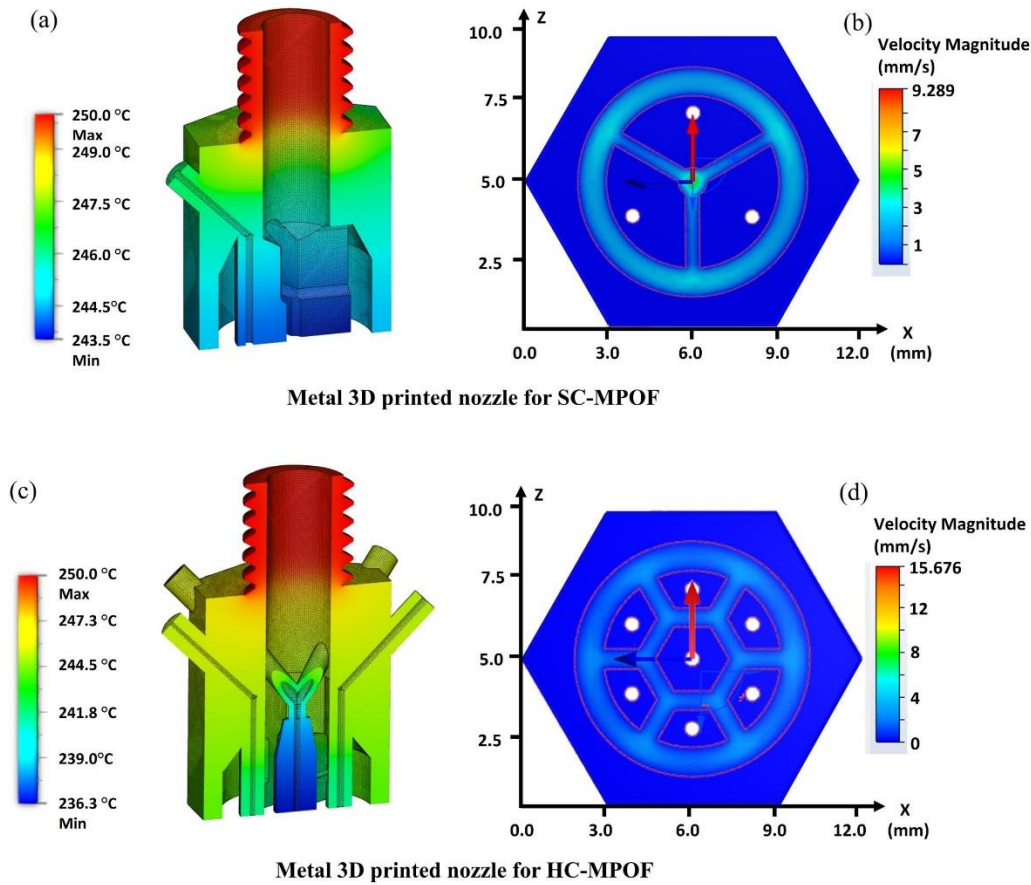 (a)
250.0 °C
Max
249.0 °C
247.5 °C
246.0 °C
244.5°C
243.5°C
Min
10.0
Z
7.5
5.0
2.5
0.0
3.0
6.0
9.0
12.0
X
(mm)
(b)
Velocity Magnitude
(mm/s)
9.289
7
5
3
1
Metal 3D printed nozzle for SC-MPOF
(c)
250.0 °C
Max
247.3 °C
244.5 °C
241.8 °C
239.0°C
236.3 °C
Min
10.0
Z
7.5
5.0
2.5
0.0
3.0
6.0
9.0
12.0
X
(mm)
(d)
Velocity Magnitude
(mm/s)
15.676
12
10
8
6
4
2
0
Metal 3D printed nozzle for HC-MPOF